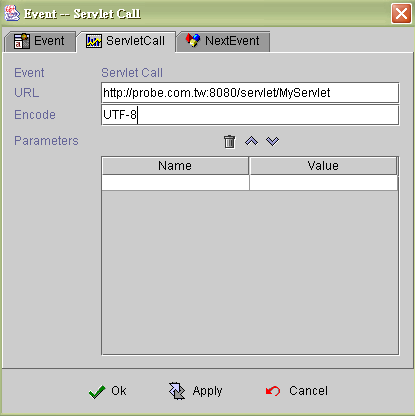 Event -- Servlet Call
Event ServletCall NextEvent
Event Servlet Call
URL http://probe.com.tw:8080/servlet/MyServlet
Encode UTF-8
Parameters
Name Value
Ok Apply Cancel